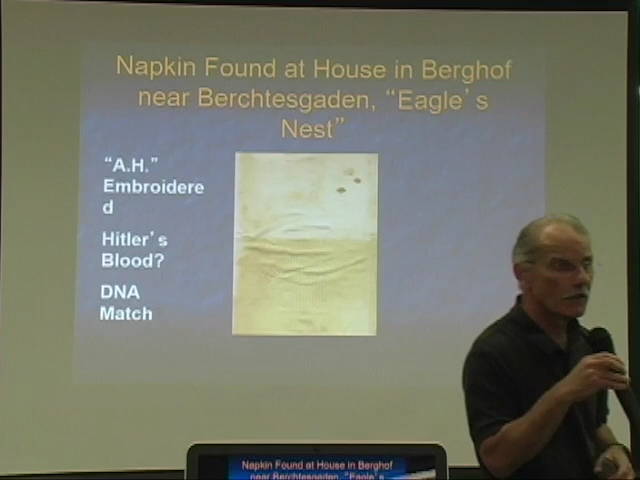 Napkin Found at House in Berghof
near Berchtesgaden, “Eagle’s
Nest”
“A.H.”
Embroidere
d
Hitler’s
Blood?
DNA
Match
Napkin Found at House in Berghof
near Berchtesgaden, “Eagle’s